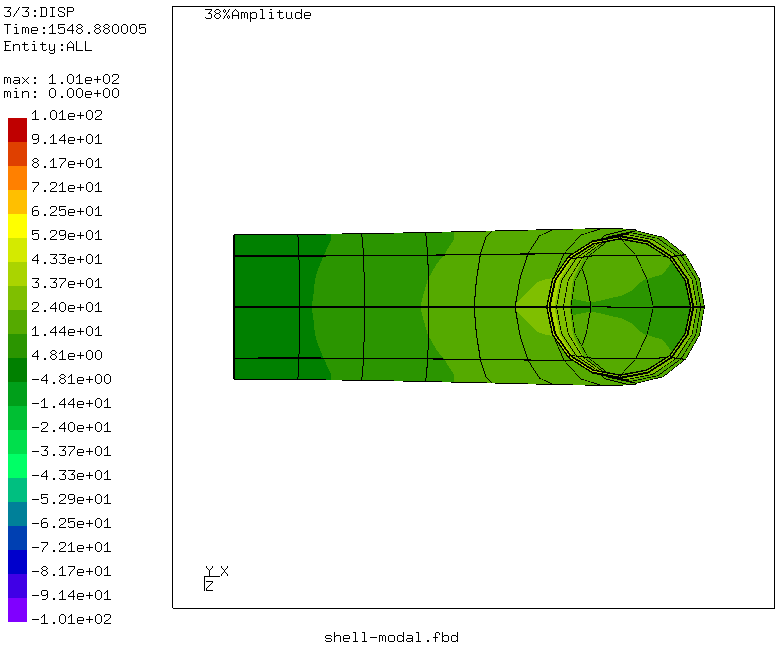 3/3:DISP
Time:1548.880005
Entity:ALL
max: 1.01e+02
min: 0.00e+00
1.01e+02
9.14e+01
8.17e+01
7.21e+01
6.25e+01
5.29e+01
4.33e+01
3.37e+01
2.40e+01
1.44e+01
4.81e+00
-4.81e+00
-1.44e+01
-2.40e+01
-3.37e+01
-4.33e+01
-5.29e+01
-6.25e+01
-7.21e+01
-8.17e+01
-9.14e+01
-1.01e+02
38%Amplitude
Y X
Z
shell-modal.fbd